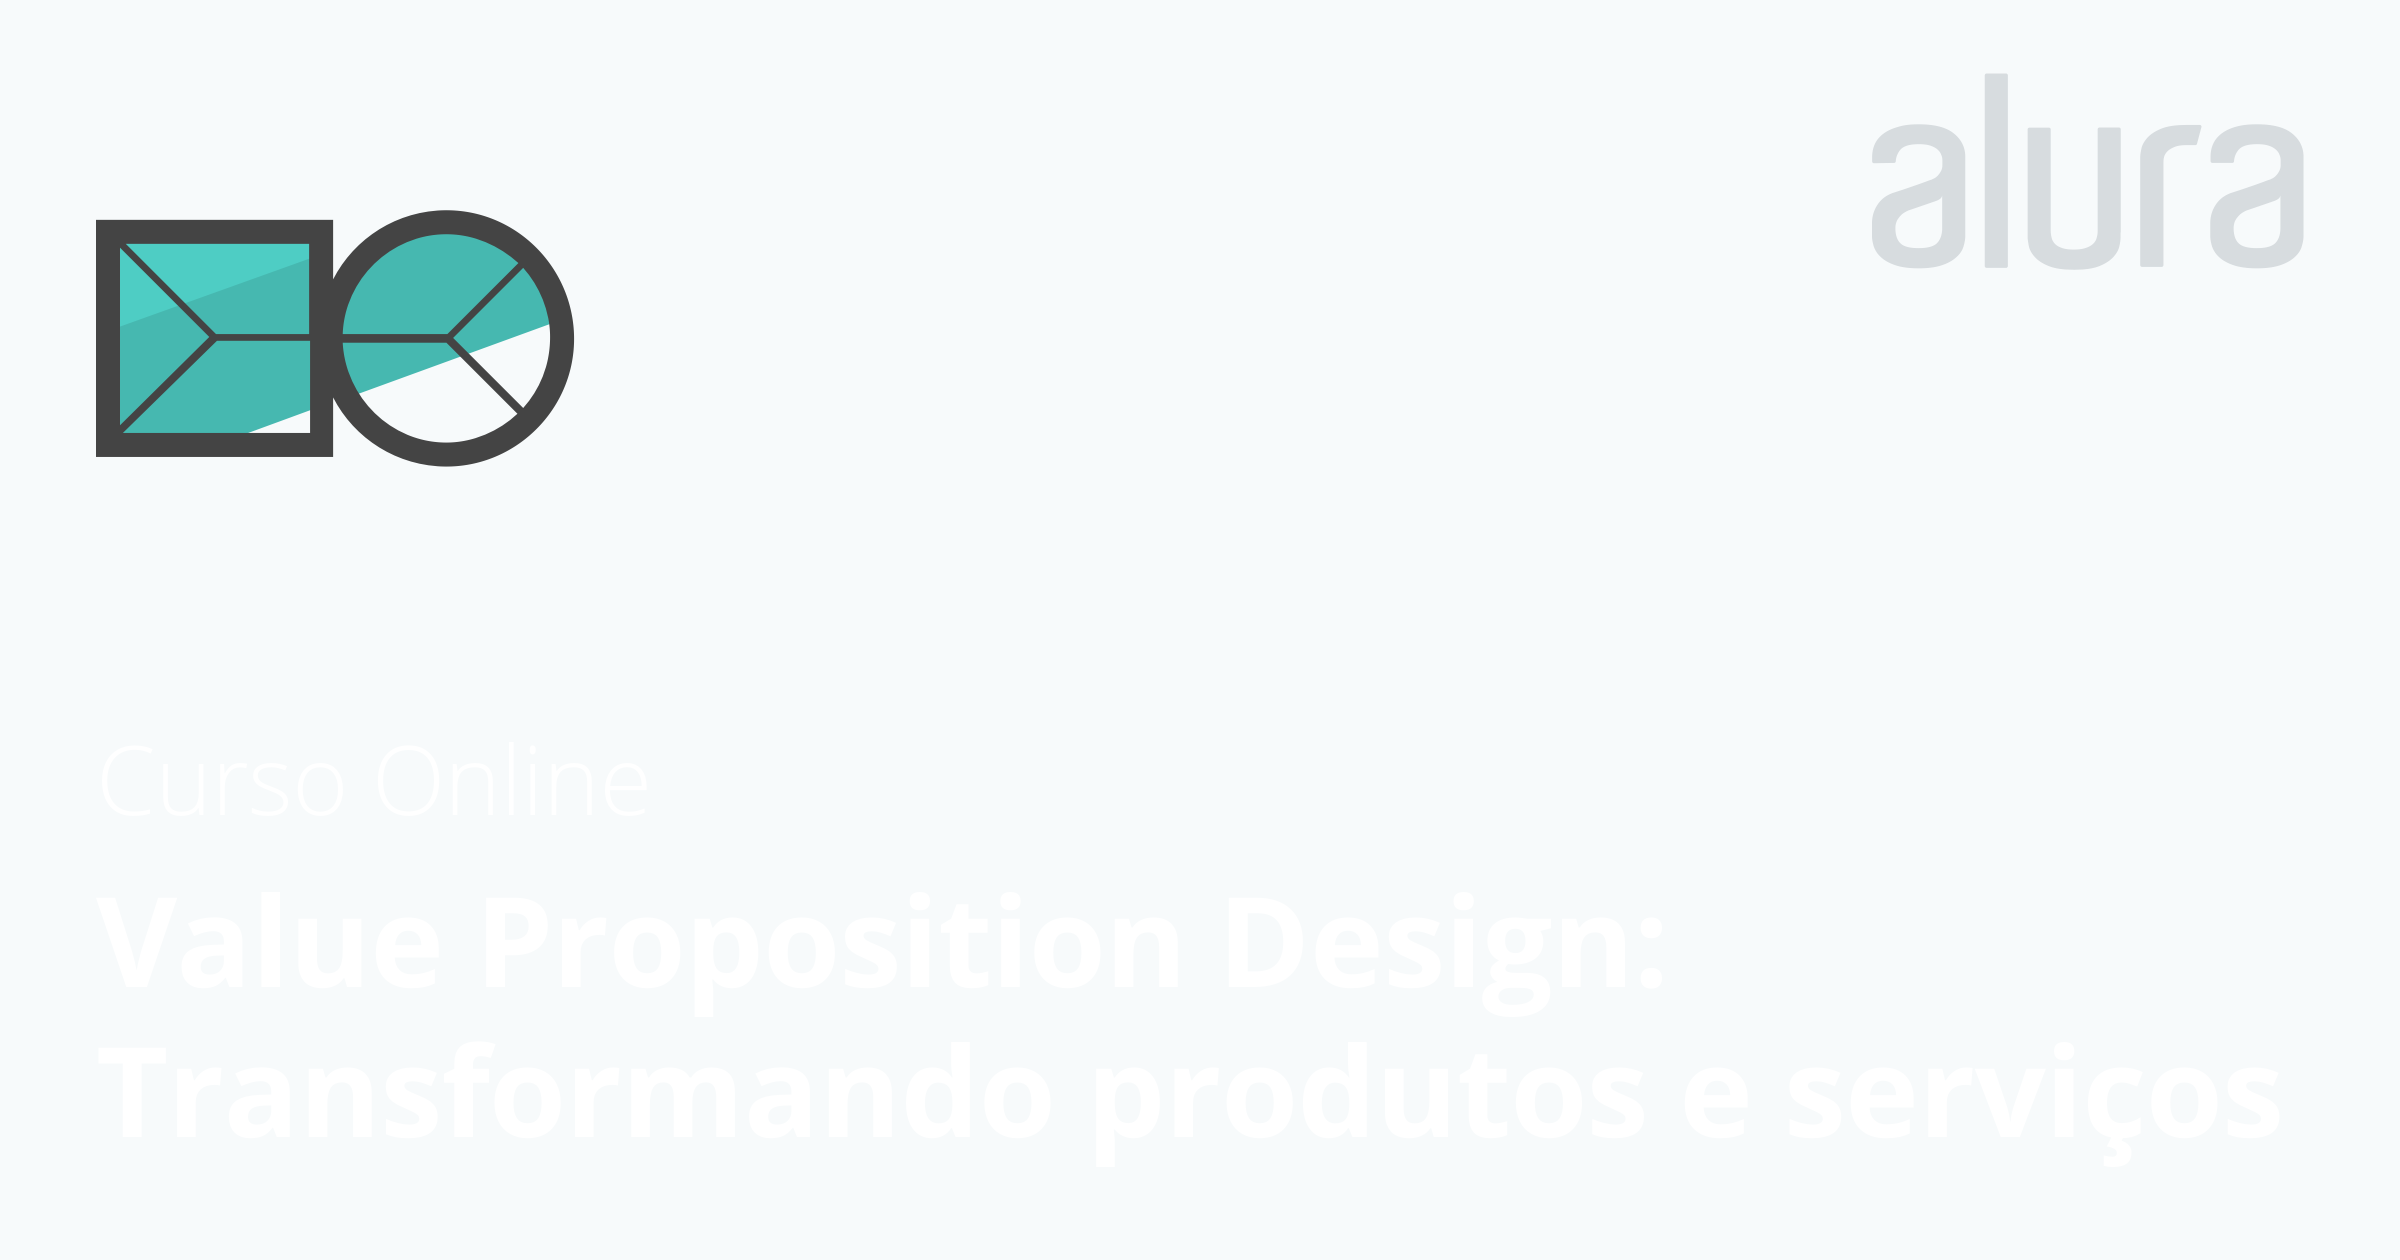 alura
Curso Online
Value Proposition Design:
Transformando produtos e serviços